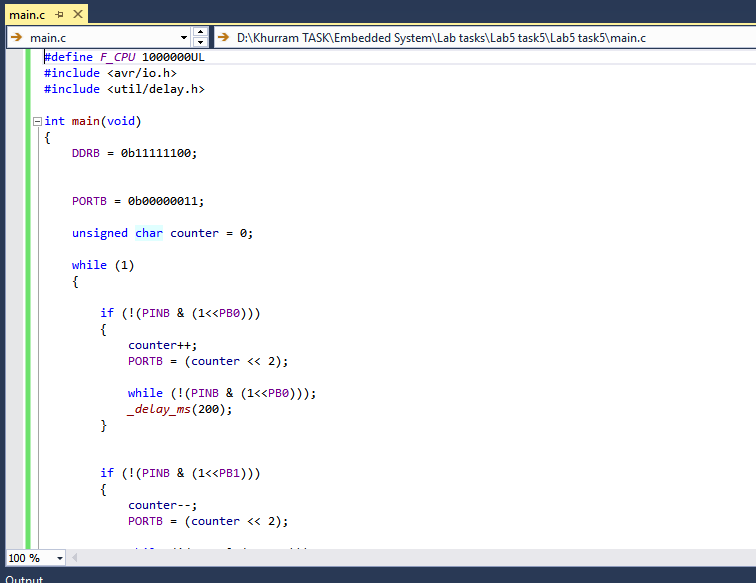 main.c
main.c
D:\Khurram TASK\Embedded System\Lab tasks\Lab5 task5\Lab5 task5\main.c
#define F_CPU 1000000UL
#include <avr/io.h>
#include <util/delay.h>
int main(void)
{
DDRB = 0b11111100;
PORTB = 0b00000011;
unsigned char counter = 0;
while (1)
{
if (!(PINB & (1<<PB0)))
{
counter++;
PORTB = (counter << 2);
while (!(PINB & (1<<PB0)));
_delay_ms(200);
}
if (!(PINB & (1<<PB1)))
{
counter--;
PORTB = (counter << 2);
100 %
Output